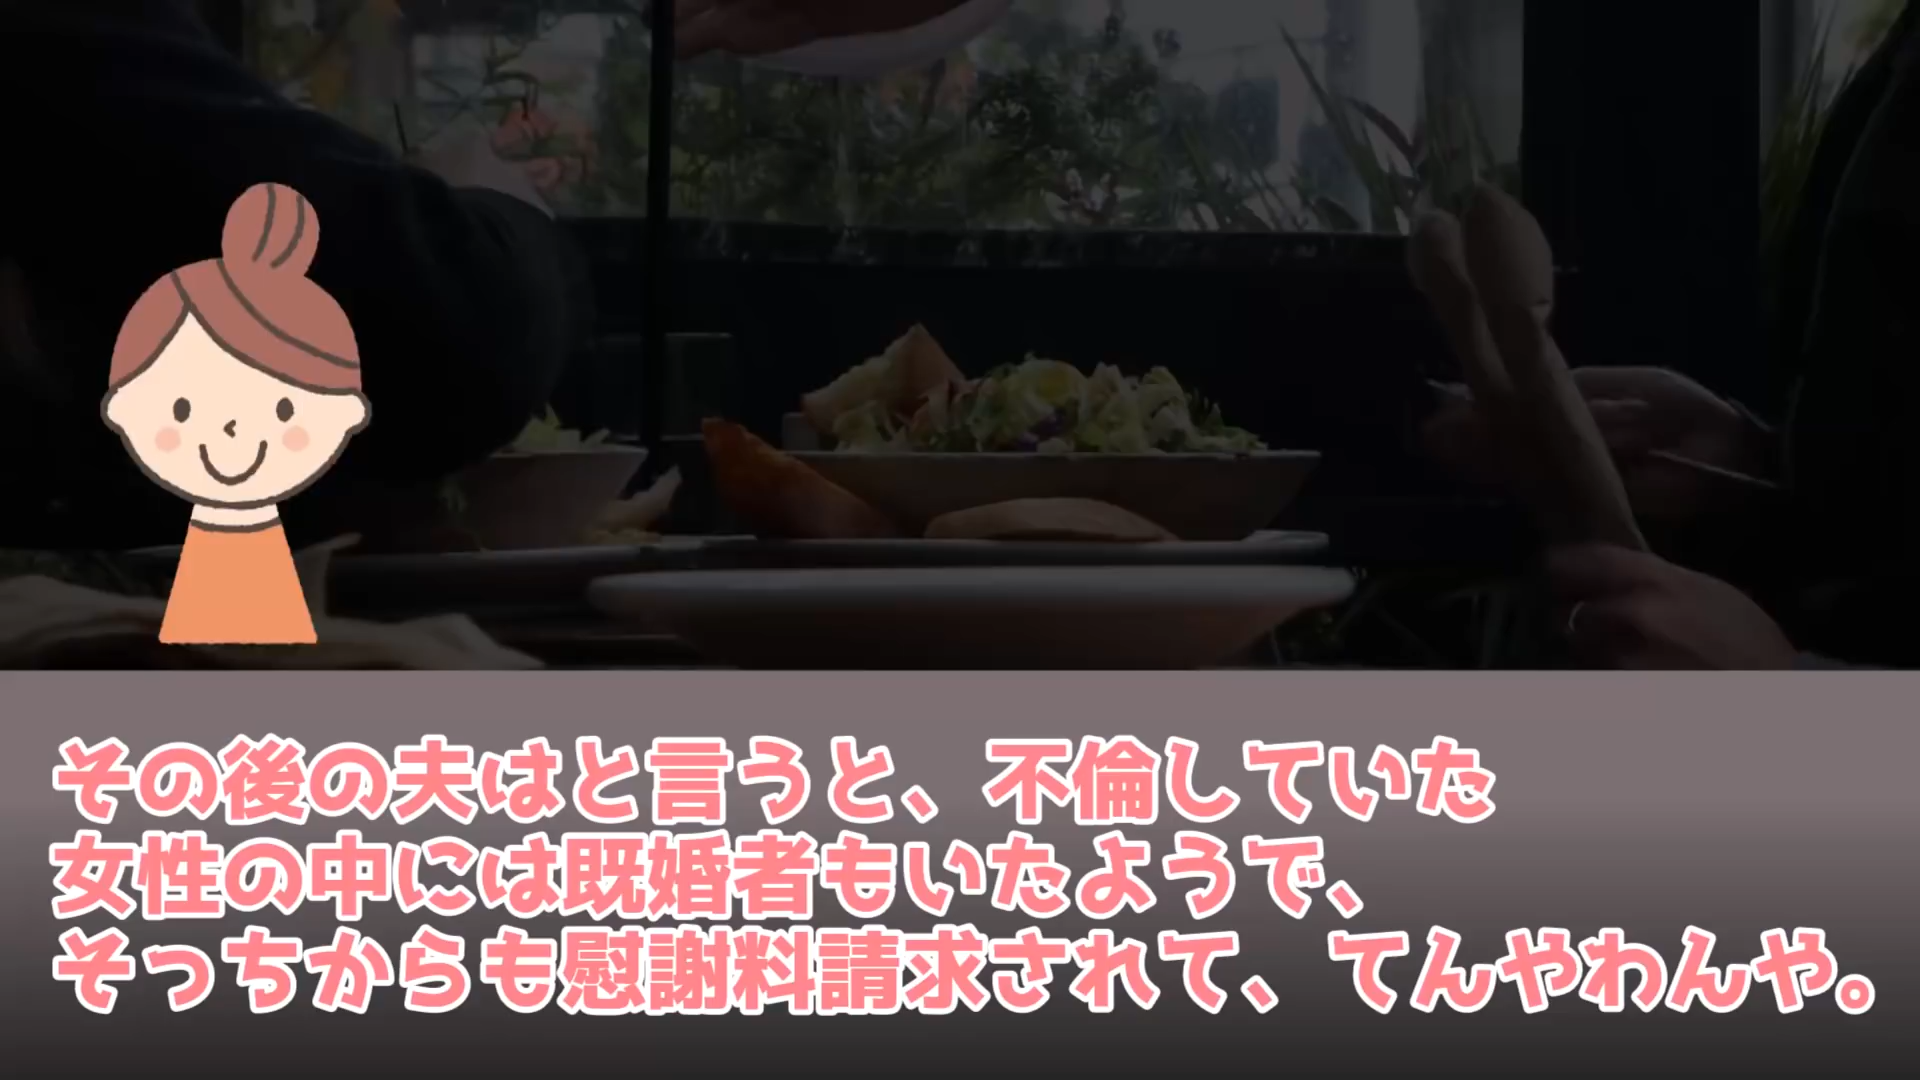 その後の夫はと言うと、不倫していた
女性の中には既婚者もいたようで、
そっちからも慰謝料請求されて、てんやわんや。